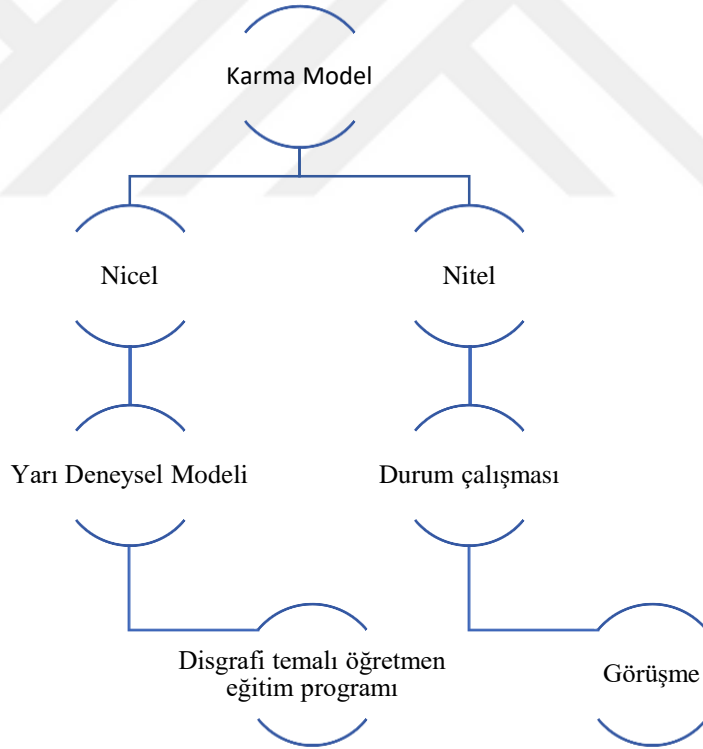 Karma Model
Nicel
Nitel
Yarı Deneysel Modeli
Durum çalışması
Disgrafi temalı öğretmen
eğitim programı
Görüşme